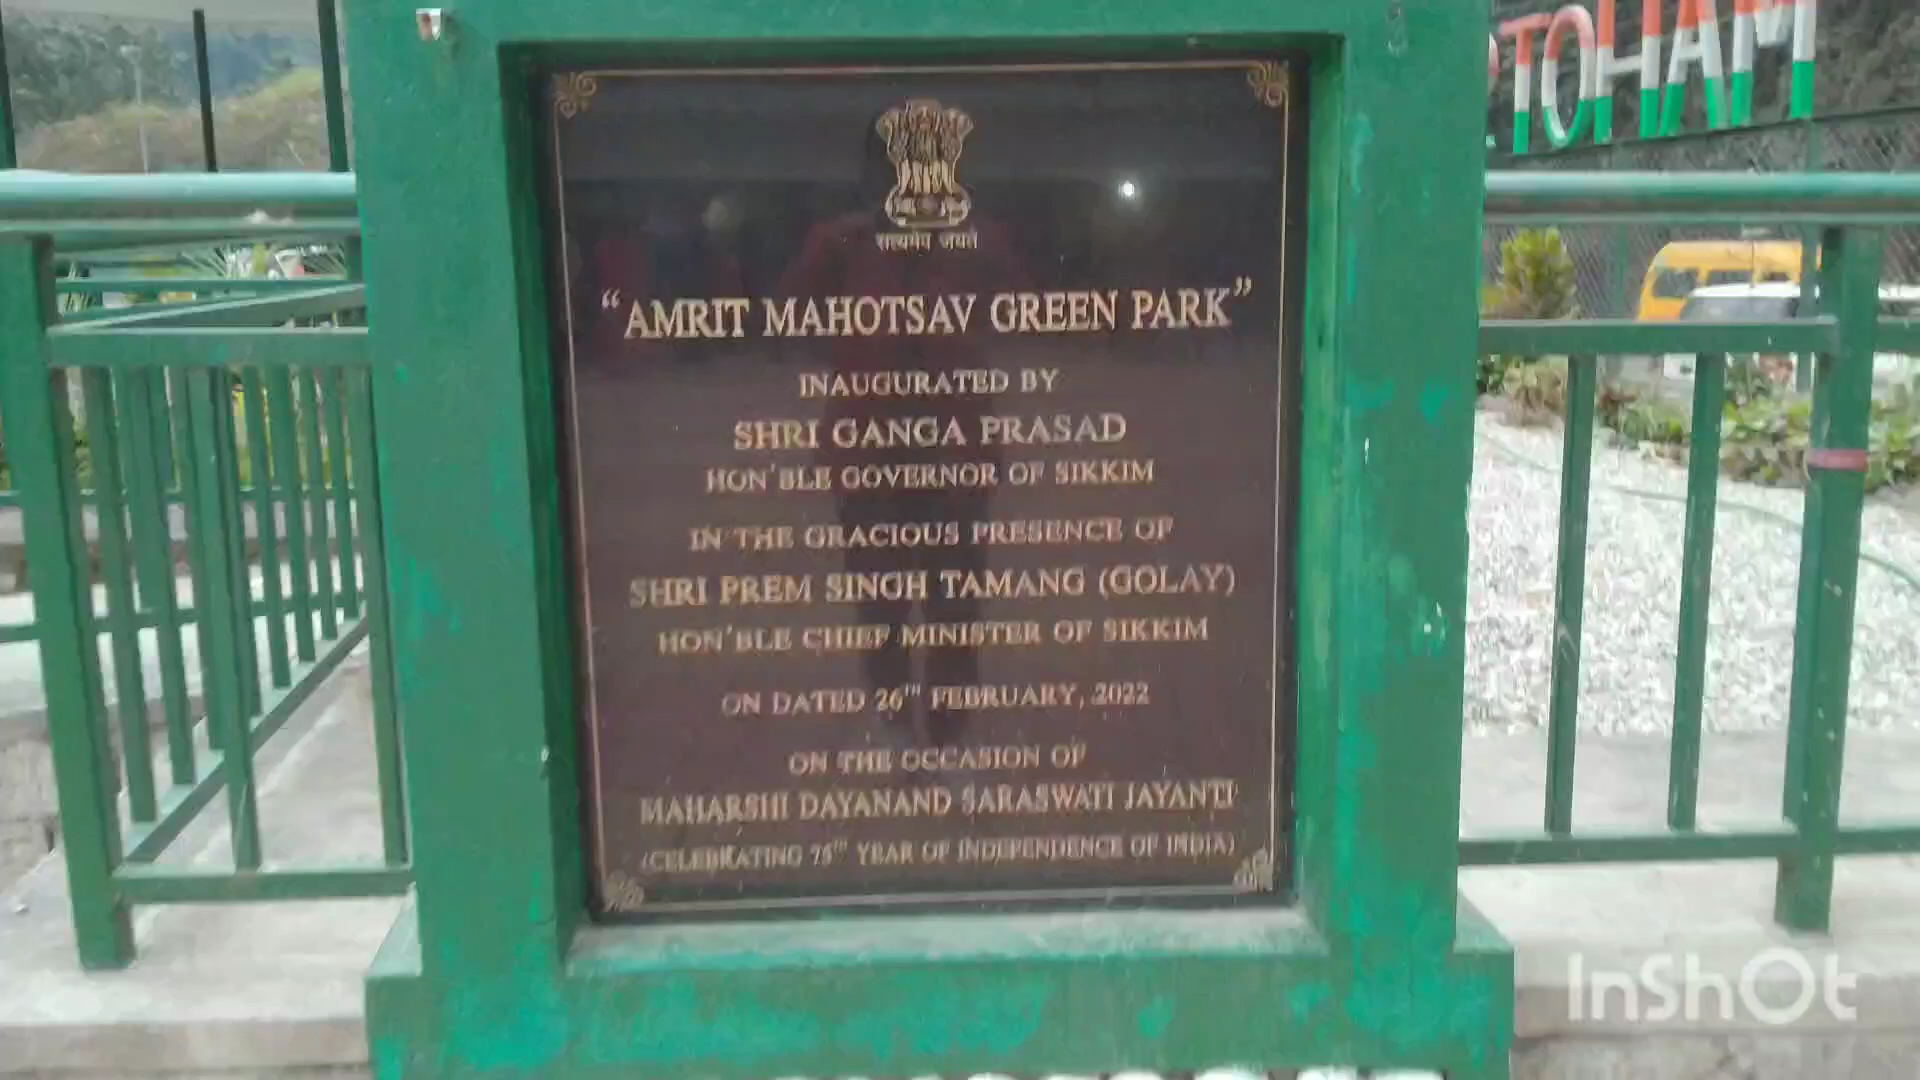 सत्यमेव जयते
“AMRIT MAHOTSAV GREEN PARK”
INAUGURATED BY
SHRI GANGA PRASAD
HON'BLE GOVERNOR OF SIKKIM
IN THE GRACIOUS PRESENCE OF
SHRI PREM SINGH TAMANG (GOLAY)
HON'BLE CHIEF MINISTER OF SIKKIM
ON DATED 26TH FEBRUARY, 2022
ON THE OCCASION OF
MAHARSHI DAYANAND SARASWATI JAYANTI
(CELEBRATING 75TH YEAR OF INDEPENDENCE OF INDIA)
InShOt